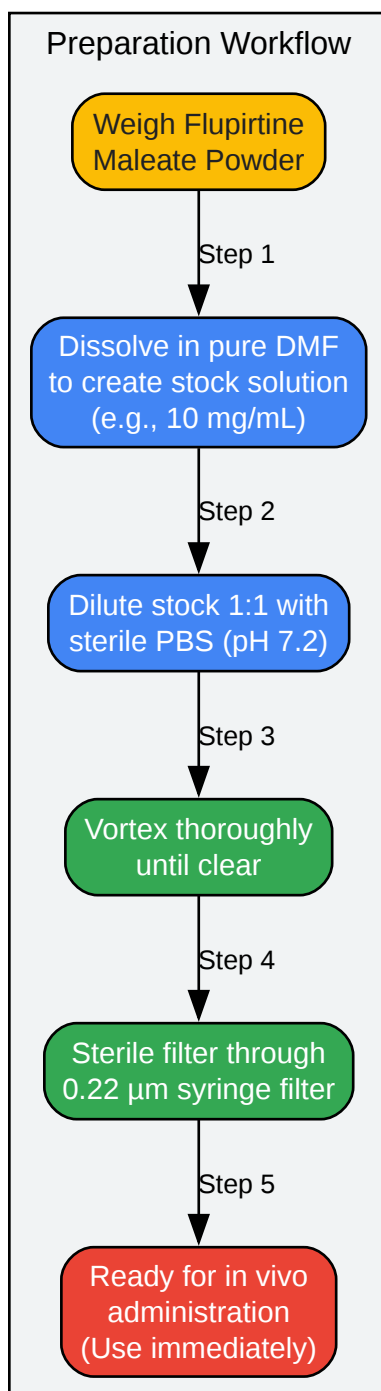 Preparation Workflow
Weigh Flupirtine
Maleate Powder
Step 1
Dissolve in pure DMF
to create stock solution
(e.g., 10 mg/mL)
Step 2
Dilute stock 1:1 with
sterile PBS (pH 7.2)
Step 3
Vortex thoroughly
until clear
Step 4
Sterile filter through
0.22 µm syringe filter
Step 5
Ready for in vivo
administration
(Use immediately)